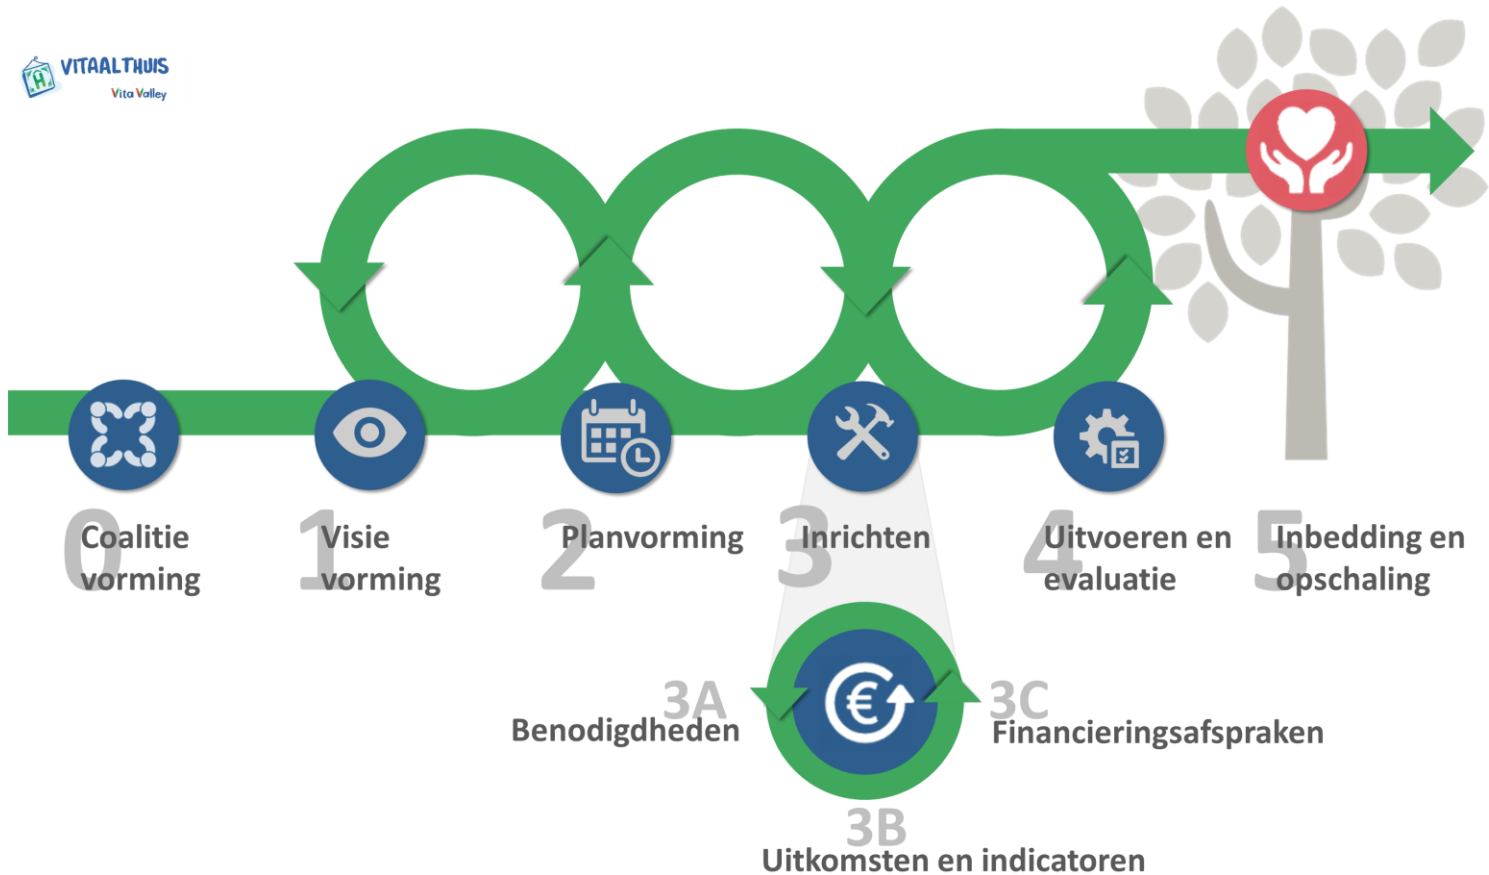 VITAALTHUIS
Vita Valley
0
Coalitie
vorming
1
Visie
vorming
2
Planvorming
3
Inrichten
4
Uitvoeren en
evaluatie
5
Inbedding en
opschaling
€
3A
Benodigdheden
3B
Uitkomsten en indicatoren
3C
Financieringsafspraken